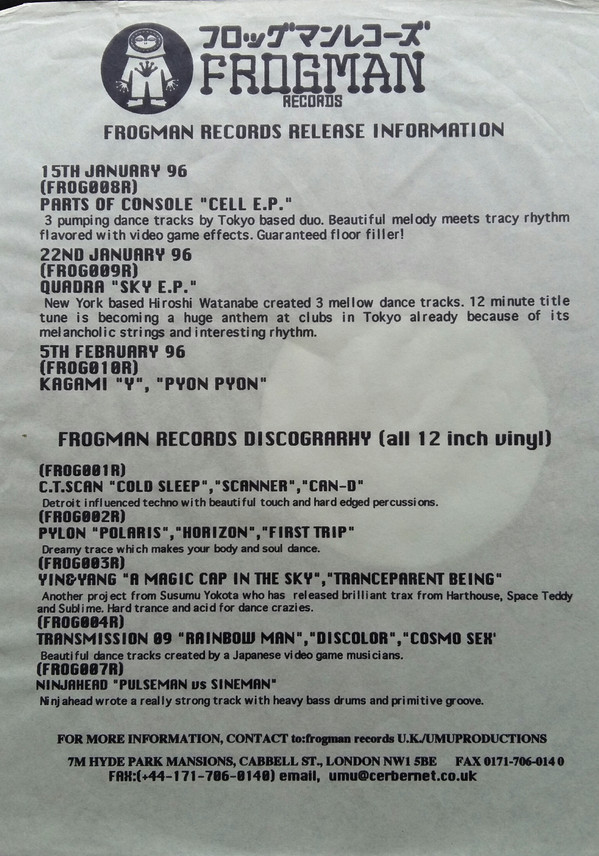 フロッグマンレコーズ
FROGMAN
RECORDS
FROGMAN RECORDS RELEASE INFORMATION
15TH JANUARY 96
(FROG008R)
PARTS OF CONSOLE "CELL E.P."
3 pumping dance tracks by Tokyo based duo. Beautiful melody meets tracy rhythm
flavored with video game effects. Guaranteed floor filler!
22ND JANUARY 96
(FROG009R)
QUADRA "SKY E.P."
New York based Hiroshi Watanabe created 3 mellow dance tracks. 12 minute title
tune is becoming a huge anthem at clubs in Tokyo already because of its
melancholic strings and interesting rhythm.
5TH FEBRUARY 96
(FROG010R)
KAGAMI "Y", "PYON PYON"
FROGMAN RECORDS DISCOGRARHY (all 12 inch vinyl)
(FROG001R)
C.T.SCAN "COLD SLEEP","SCANNER","CAN-D"
Detroit influenced techno with beautiful touch and hard edged percussions.
(FROG002R)
PYLON "POLARIS","HORIZON","FIRST TRIP"
Dreamy trace which makes your body and soul dance.
(FROG003R)
YIN&YANG "A MAGIC CAP IN THE SKY","TRANCEPARENT BEING"
Another project from Susumu Yokota who has released brilliant trax from Harthouse, Space Teddy
and Sublime. Hard trance and acid for dance crazies.
(FROG004R)
TRANSMISSION 09 "RAINBOW MAN","DISCOLOR","COSMO SEX'
Beautiful dance tracks created by a Japanese video game musicians.
(FROG007R)
NINJAHEAD "PULSEMAN vs SINEMAN"
Ninjahead wrote a really strong track with heavy bass drums and primitive groove.
FOR MORE INFORMATION, CONTACT to:frogman records U.K./UMUPRODUCTIONS
7M HYDE PARK MANSIONS, CABBELL ST., LONDON NW1 5BE FAX 0171-706-0140
FAX:(+44-171-706-0140) email, umu@cerbernet.co.uk